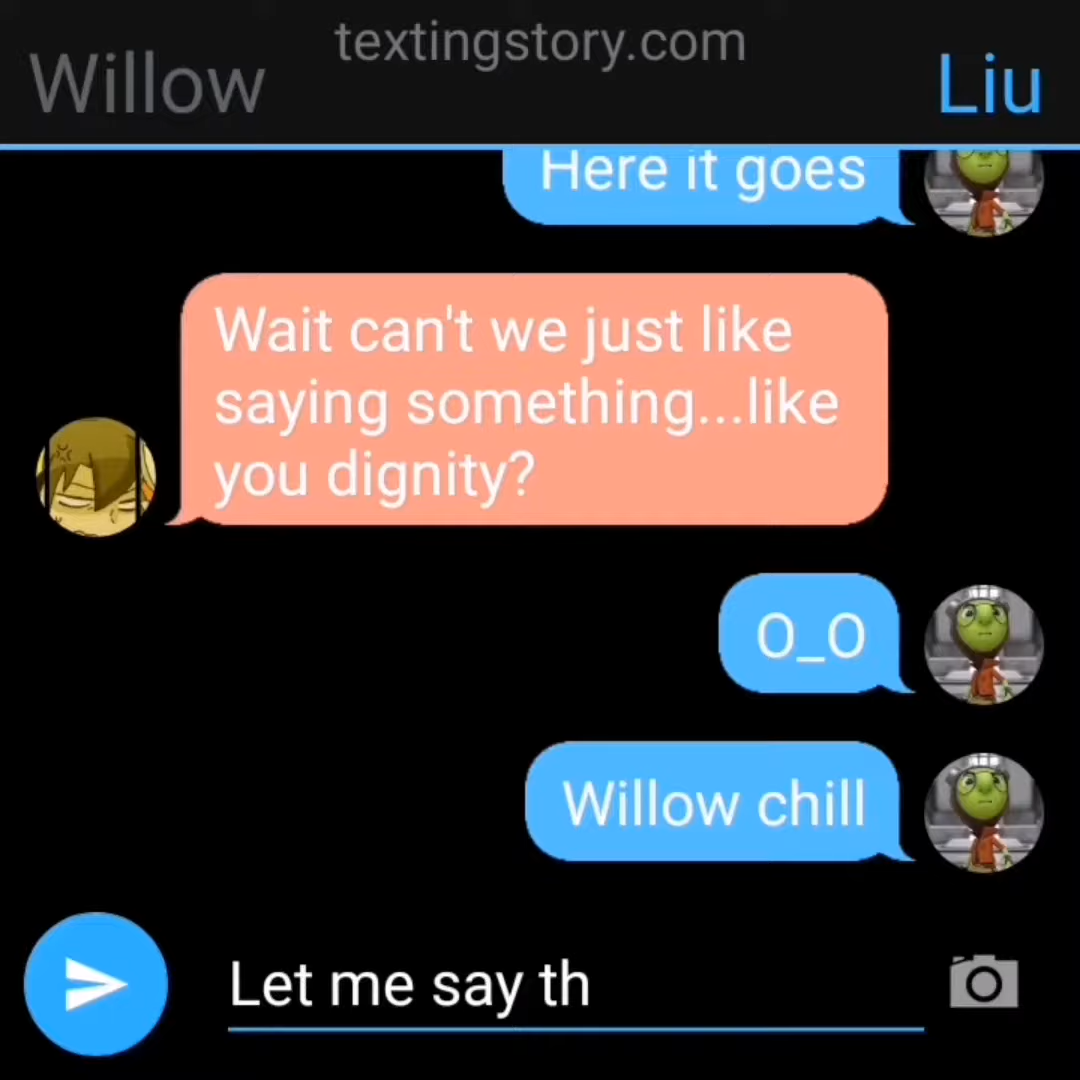 textingstory.com
Willow
Liu
Here it goes
Wait can't we just like
saying something...like
you dignity?
O_O
Willow chill
Let me say th